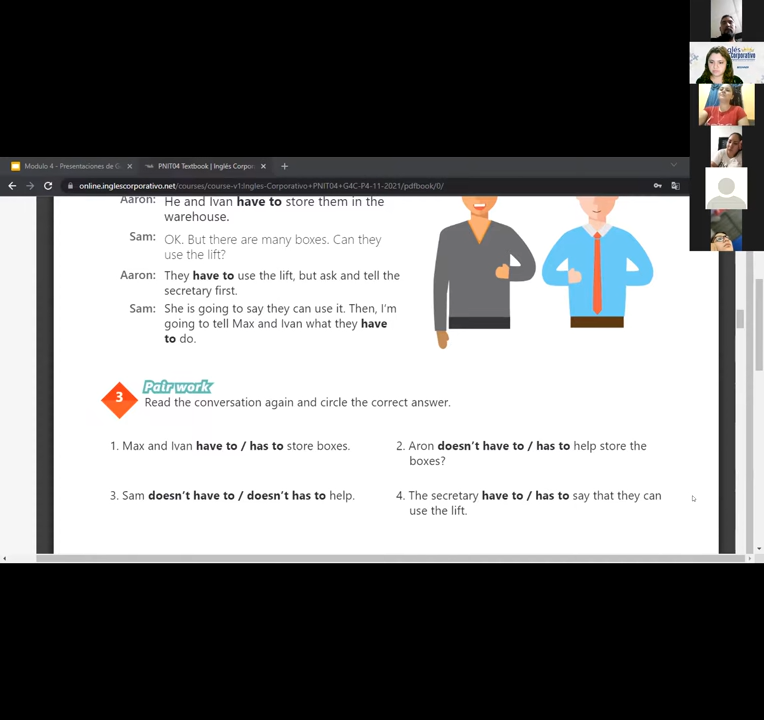 Modulo 4 - Presentaciones de G
PNIT04 Textbook | Inglés Corpor
online.inglescorporativo.net/courses/course-v1:Ingles-Corporativo+PNIT04+G4C-P4-11-2021/pdfbook/0/
Aaron: He and Ivan have to store them in the
warehouse.
Sam: OK. But there are many boxes. Can they
use the lift?
Aaron: They have to use the lift, but ask and tell the
secretary first.
Sam: She is going to say they can use it. Then, I'm
going to tell Max and Ivan what they have
to do.
3
Pair work
Read the conversation again and circle the correct answer.
1. Max and Ivan have to / has to store boxes.
2. Aron doesn't have to / has to help store the
boxes?
3. Sam doesn't have to / doesn't has to help.
4. The secretary have to / has to say that they can
use the lift.